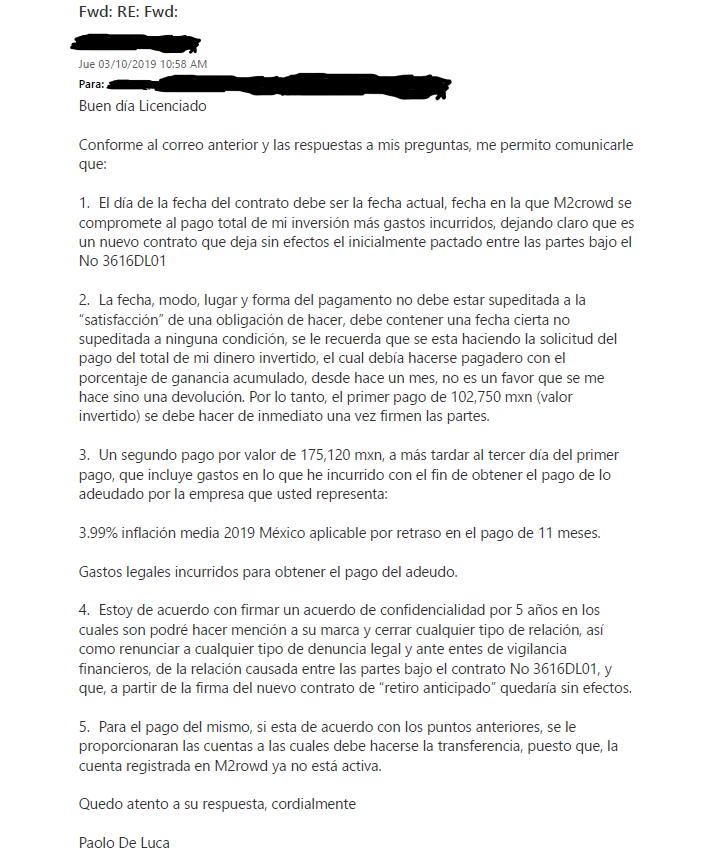 Fwd: RE: Fwd:
Jue 03/10/2019 10:58 AM
Para:
Buen día Licenciado
Conforme al correo anterior y las respuestas a mis preguntas, me permito comunicarle
que:
1. El día de la fecha del contrato debe ser la fecha actual, fecha en la que M2crowd se
compromete al pago total de mi inversión más gastos incurridos, dejando claro que es
un nuevo contrato que deja sin efectos el inicialmente pactado entre las partes bajo el
No 3616DL01
2. La fecha, modo, lugar y forma del pagamento no debe estar supeditada a la
“satisfacción” de una obligación de hacer, debe contener una fecha cierta no
supeditada a ninguna condición, se le recuerda que se esta haciendo la solicitud del
pago del total de mi dinero invertido, el cual debía hacerse pagadero con el
porcentaje de ganancia acumulado, desde hace un mes, no es un favor que se me
hace sino una devolución. Por lo tanto, el primer pago de 102,750 mxn (valor
invertido) se debe hacer de inmediato una vez firmen las partes.
3. Un segundo pago por valor de 175,120 mxn, a más tardar al tercer día del primer
pago, que incluye gastos en lo que he incurrido con el fin de obtener el pago de lo
adeudado por la empresa que usted representa:
3.99% inflación media 2019 México aplicable por retraso en el pago de 11 meses.
Gastos legales incurridos para obtener el pago del adeudo.
4. Estoy de acuerdo con firmar un acuerdo de confidencialidad por 5 años en los
cuales son podré hacer mención a su marca y cerrar cualquier tipo de relación, así
como renunciar a cualquier tipo de denuncia legal y ante entes de vigilancia
financieros, de la relación causada entre las partes bajo el contrato No 3616DL01, y
que, a partir de la firma del nuevo contrato de “retiro anticipado” quedaría sin efectos.
5. Para el pago del mismo, si esta de acuerdo con los puntos anteriores, se le
proporcionaran las cuentas a las cuales debe hacerse la transferencia, puesto que, la
cuenta registrada en M2rowd ya no está activa.
Quedo atento a su respuesta, cordialmente
Paolo De Luca